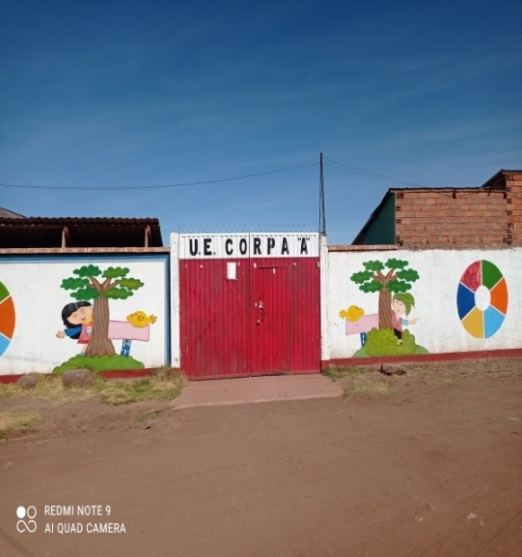 U.E. CORPA "A"
REDMI NOTE 9
AI QUAD CAMERA